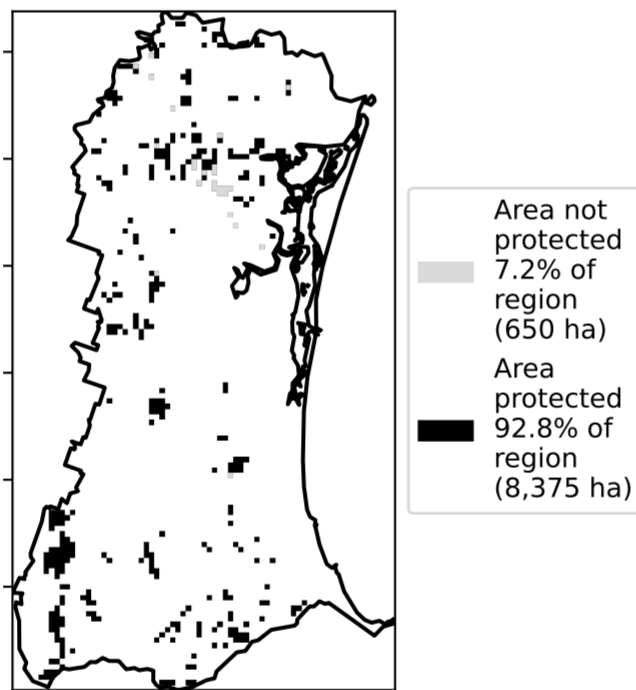 Area not
protected
7.2% of
region
(650 ha)
Area
protected
92.8% of
region
(8,375 ha)